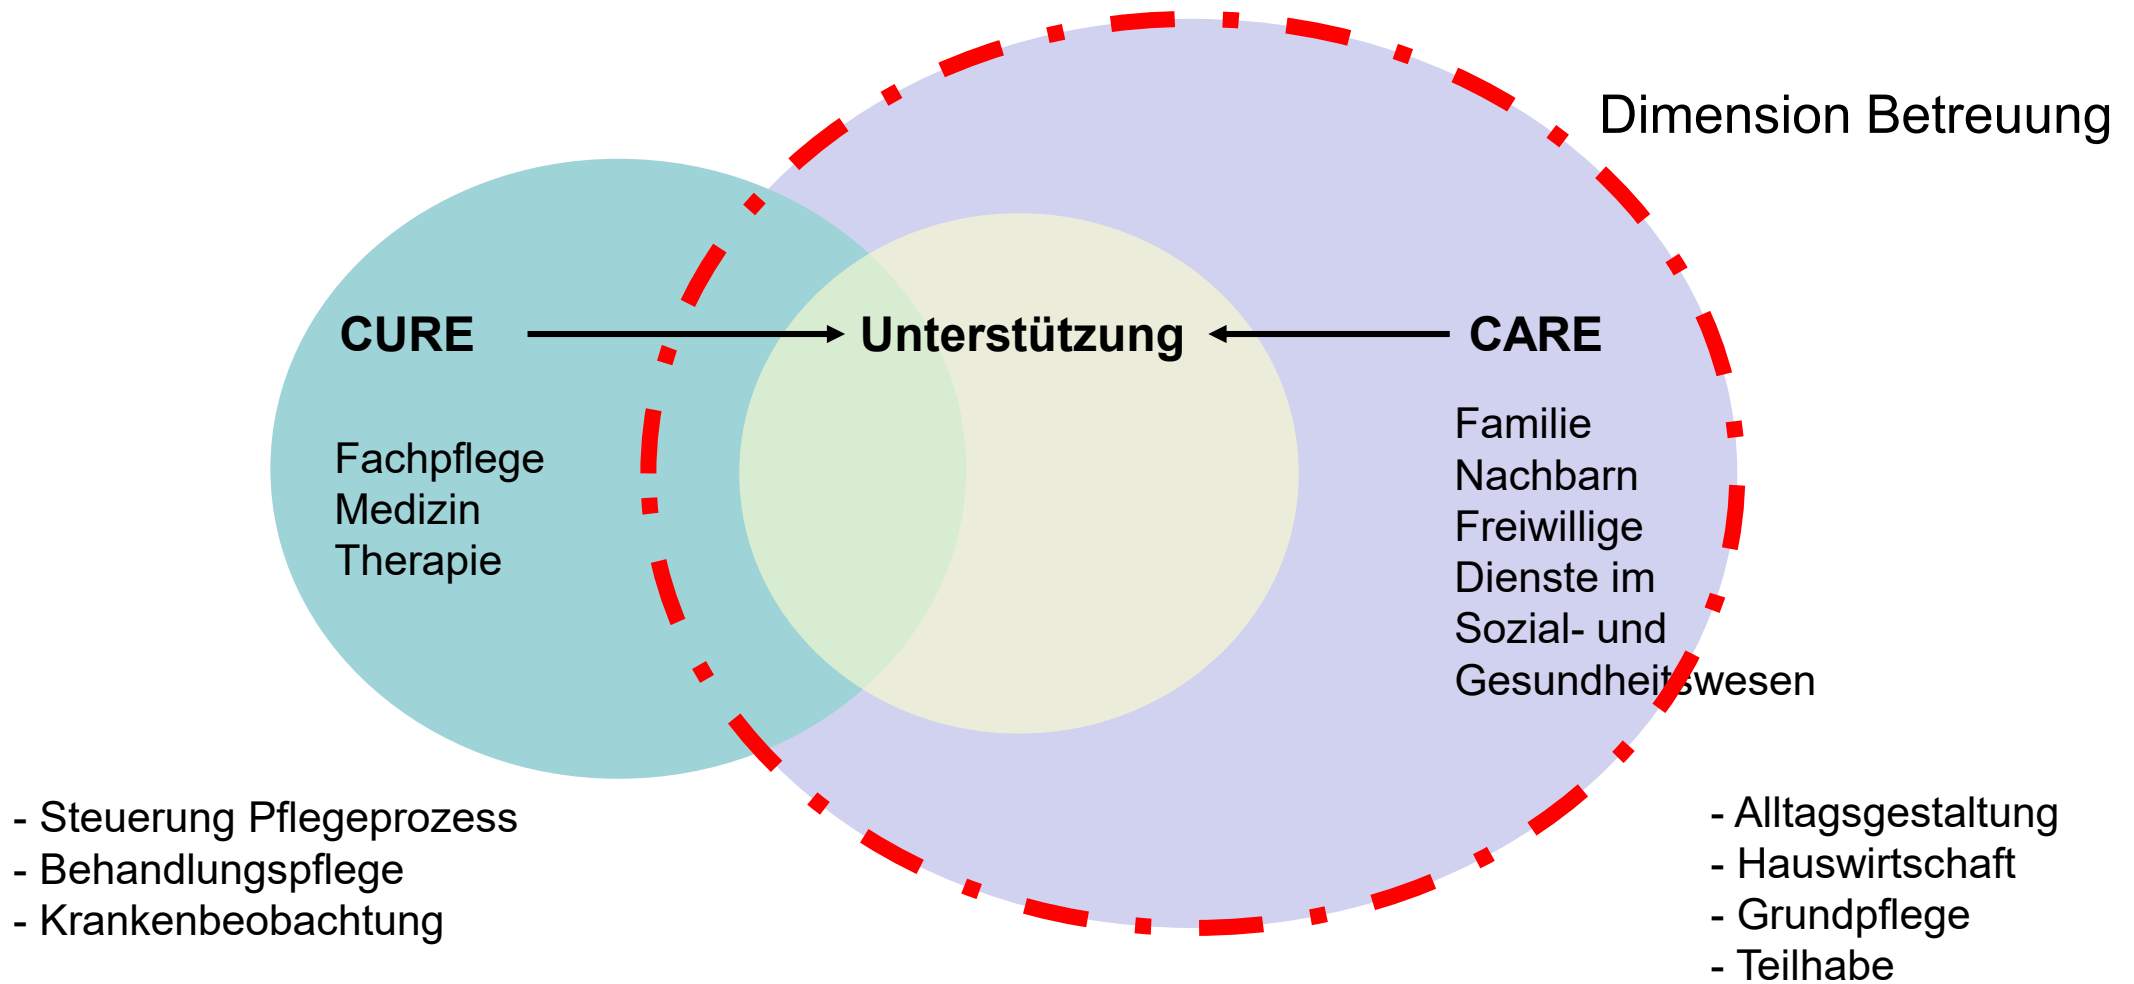 Dimension Betreuung
CURE
Unterstützung
CARE
Fachpflege
Medizin
Therapie
Familie
Nachbarn
Freiwillige
Dienste im
Sozial- und
Gesundheitswesen
- Steuerung Pflegeprozess
- Behandlungspflege
- Krankenbeobachtung
- Alltagsgestaltung
- Hauswirtschaft
- Grundpflege
- Teilhabe